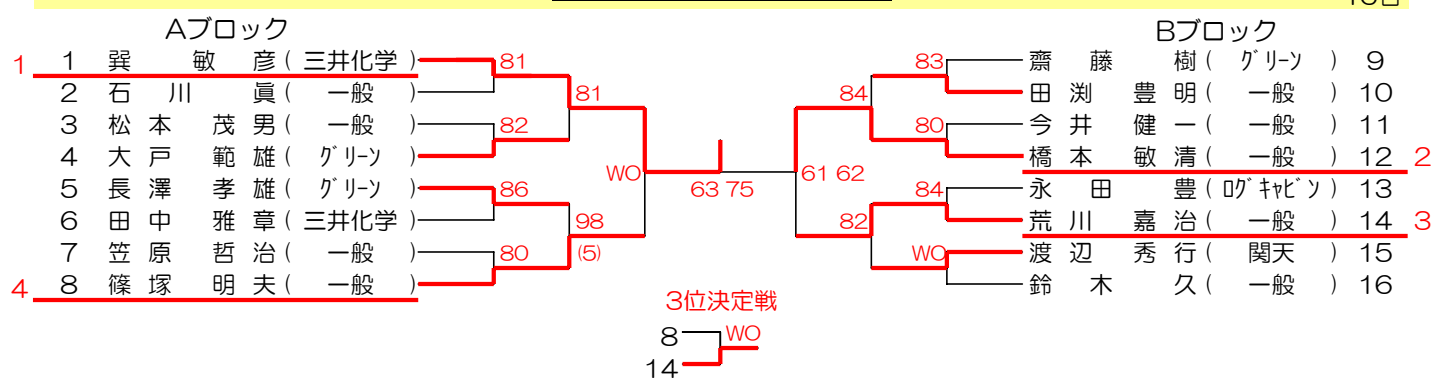 Aブロック Bブロック
1 1 巽 敏 彦 ( 三井化学 ) 81 83 齋 藤 樹 ( グリーン ) 9
2 石 川 眞 ( 一般 ) 81 84 田 渕 豊 明 ( 一般 ) 10
3 松 本 茂 男 ( 一般 ) 82 80 今 井 健 一 ( 一般 ) 11
4 大 戸 範 雄 ( グリーン ) 橋 本 敏 清 ( 一般 ) 12 2
WO 63 75 61 62
5 長 澤 孝 雄 ( グリーン ) 86 84 永 田 豊 ( ログキャビン ) 13
6 田 中 雅 章 ( 三井化学 ) 98 82 荒 川 嘉 治 ( 一般 ) 14 3
7 笠 原 哲 治 ( 一般 ) 80 (5) WO 渡 辺 秀 行 ( 関天 ) 15
4 8 篠 塚 明 夫 ( 一般 ) 鈴 木 久 ( 一般 ) 16
3位決定戦
8 WO
14